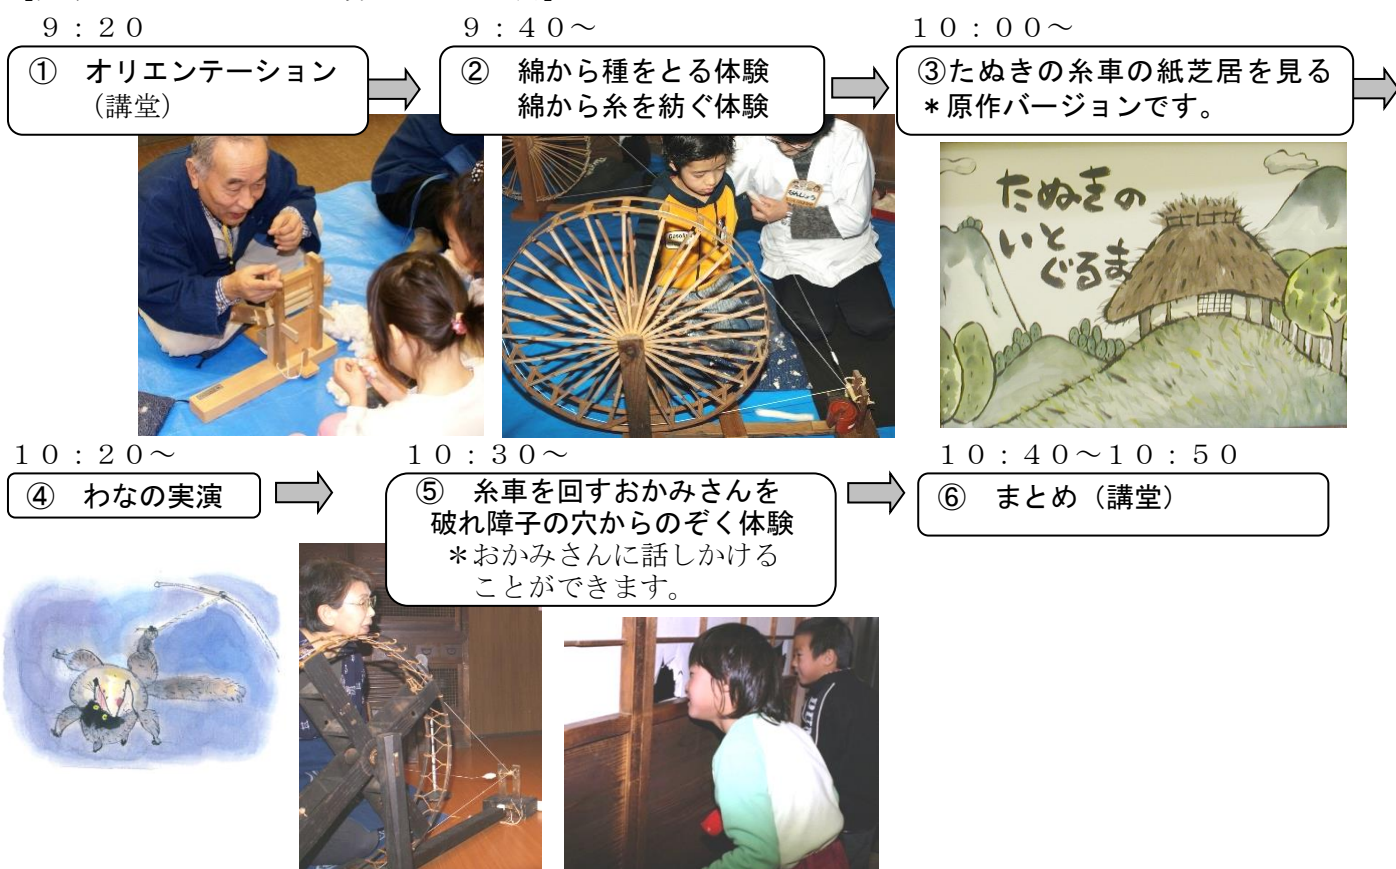 ９：２０
① オリエンテーション
（講堂）
９：４０～
② 綿から種をとる体験
綿から糸を紡ぐ体験
１０：００～
③たぬきの糸車の紙芝居を見る
＊原作バージョンです。
たぬきの
いと
ぐるま
１０：２０～
④ わなの実演
１０：３０～
⑤ 糸車を回すおかみさんを
破れ障子の穴からのぞく体験
＊おかみさんに話しかける
ことができます。
１０：４０～１０：５０
⑥ まとめ（講堂）